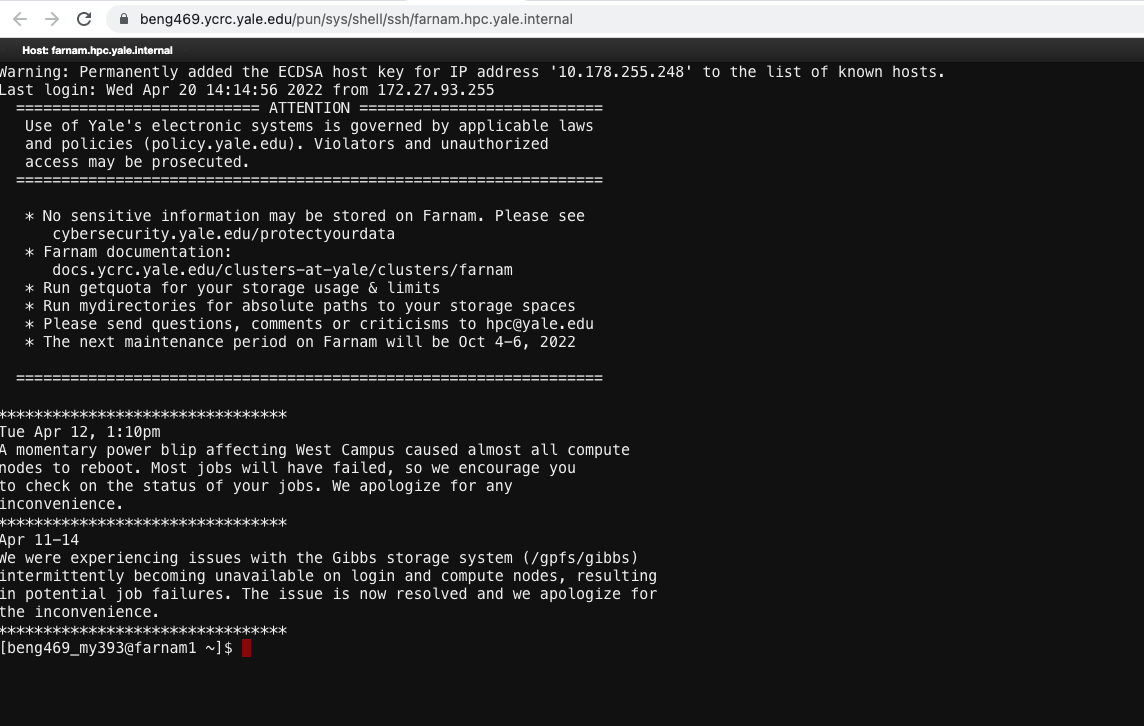 beng469.ycrc.yale.edu/pun/sys/shell/ssh/farnam.hpc.yale.internal
Host: farnam.hpc.yale.internal
Warning: Permanently added the ECDSA host key for IP address '10.178.255.248' to the list of known hosts.
Last login: Wed Apr 20 14:14:56 2022 from 172.27.93.255
=========================== ATTENTION ===========================
Use of Yale's electronic systems is governed by applicable laws
and policies (policy.yale.edu). Violators and unauthorized
access may be prosecuted.
=================================================================
* No sensitive information may be stored on Farnam. Please see
cybersecurity.yale.edu/protectyourdata
* Farnam documentation:
docs.ycrc.yale.edu/clusters-at-yale/clusters/farnam
* Run getquota for your storage usage & limits
* Run mydirectories for absolute paths to your storage spaces
* Please send questions, comments or criticisms to hpc@yale.edu
* The next maintenance period on Farnam will be Oct 4-6, 2022
=================================================================
********************************
Tue Apr 12, 1:10pm
A momentary power blip affecting West Campus caused almost all compute
nodes to reboot. Most jobs will have failed, so we encourage you
to check on the status of your jobs. We apologize for any
inconvenience.
********************************
Apr 11-14
We were experiencing issues with the Gibbs storage system (/gpfs/gibbs)
intermittently becoming unavailable on login and compute nodes, resulting
in potential job failures. The issue is now resolved and we apologize for
the inconvenience.
********************************
[beng469_my393@farnam1 ~]$